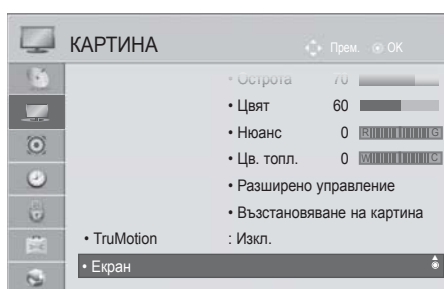 КАРТИНА Прем. OK
• Острота 70
• Цвят 60
• Нюанс 0 R G
• Цв. топл. 0 W C
• Разширено управление
• Възстановяване на картина
• TruMotion : Изкл.
• Екран